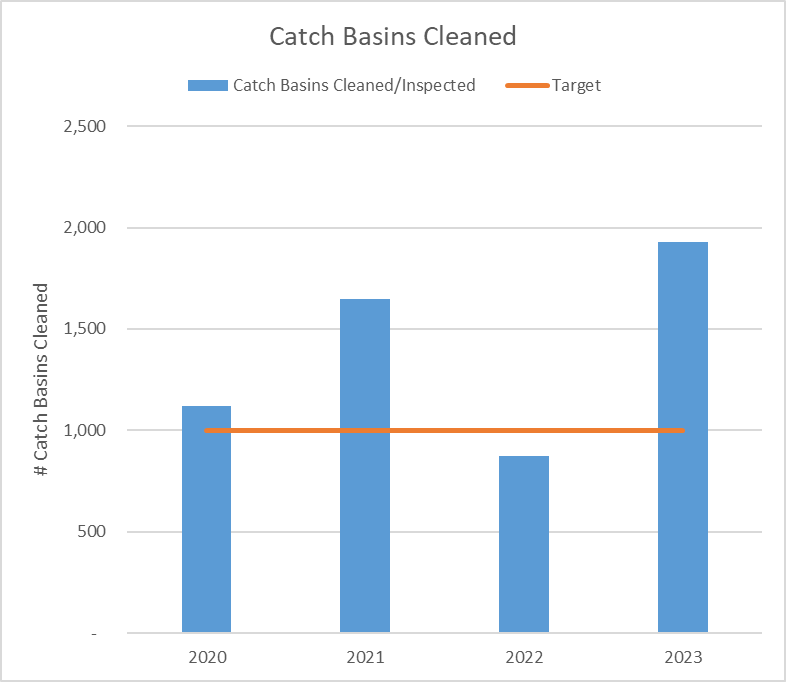 Catch Basins Cleaned
Catch Basins Cleaned/Inspected
Target
# Catch Basins Cleaned
2,500
2,000
1,500
1,000
500
-
2020
2021
2022
2023